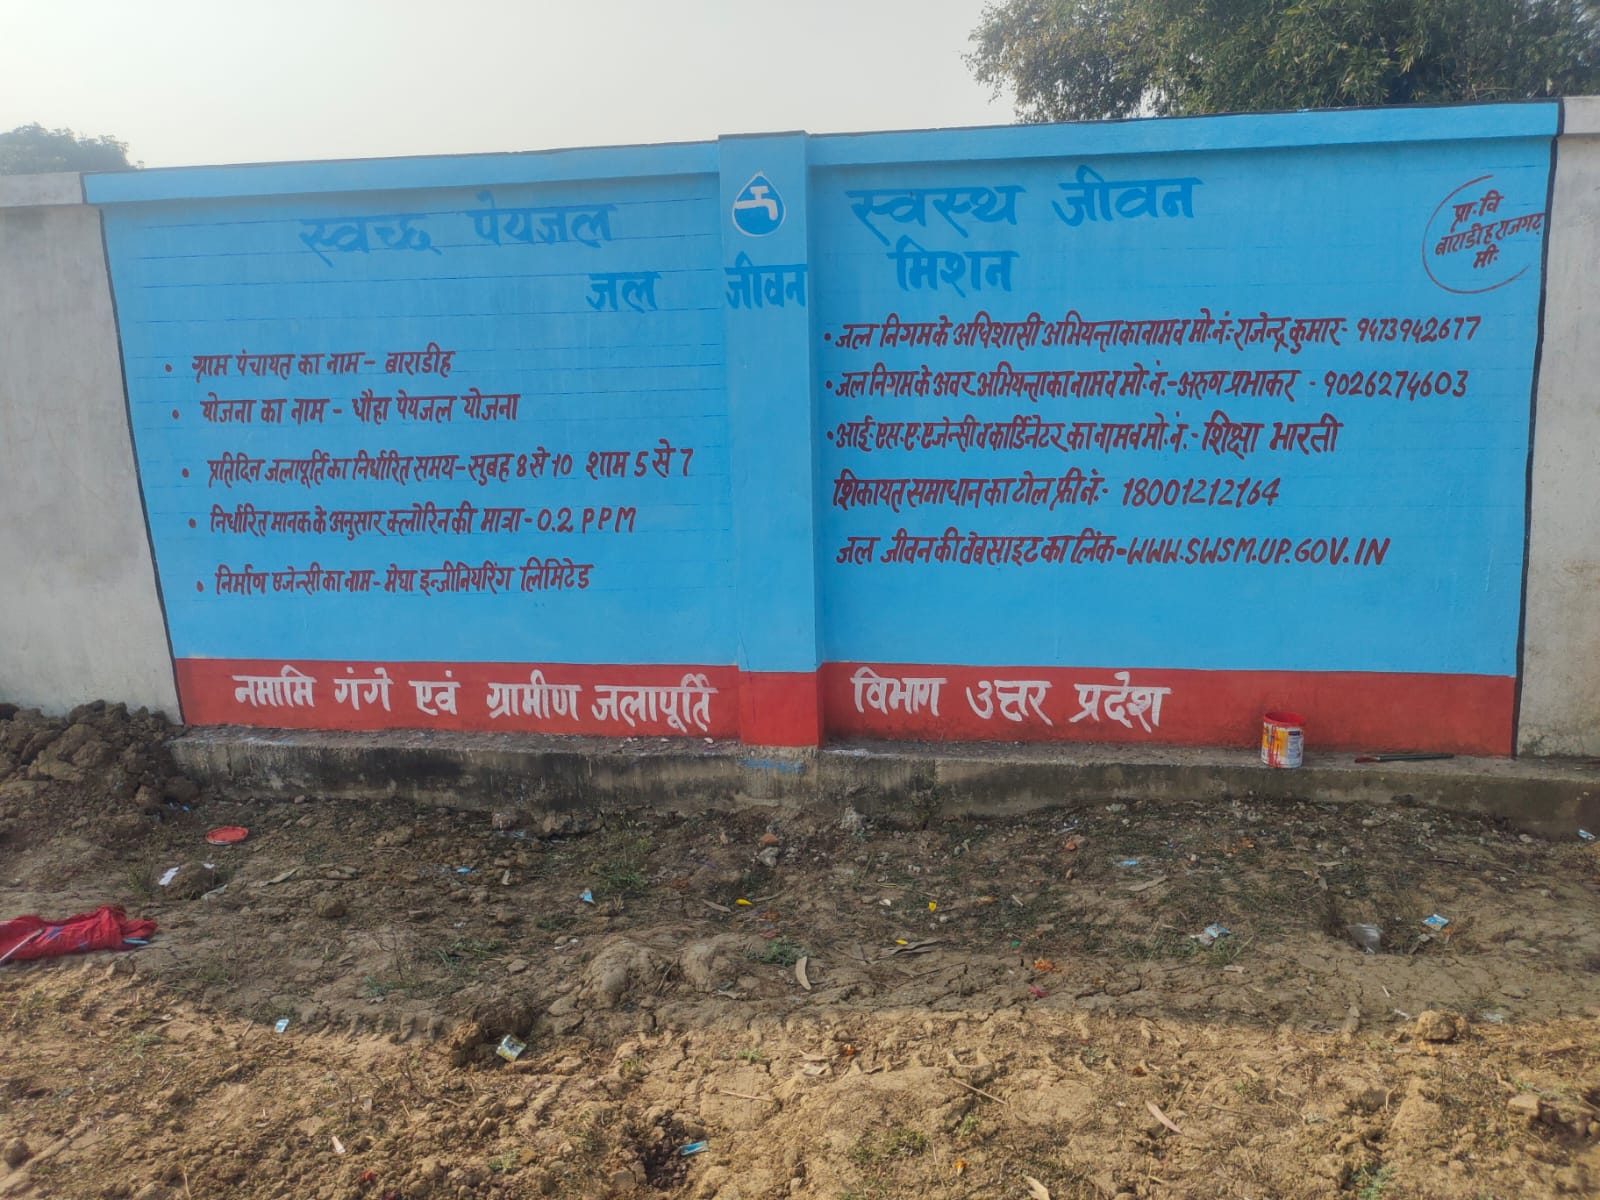 स्वच्छ पेयजल स्वस्थ जीवन
जल जीवन मिशन
• ग्राम पंचायत का नाम - बाराडीह
• योजना का नाम - धौहा पेयजल योजना
• प्रतिदिन जलापूर्ति का निर्धारित समय - सुबह 8 से 10 शाम 5 से 7
• निर्धारित मानक के अनुसार क्लोरिन की मात्रा - 0.2 PPM
• निर्माण एजेन्सी का नाम - मेघा इन्जीनियरिंग लिमिटेड
• जल निगम के अधिशासी अभियन्ता का नाम व मो. नं: राजेन्द्र कुमार - 9473942677
• जल निगम के अवर अभियन्ता का नाम व मो. नं. - अरुण प्रभाकर - 9026274603
• आई. एस. ए. एजेन्सी व कार्डिनेटर का नाम व मो. नं. - शिक्षा भारती
शिकायत समाधान का टोल फ्री नं. - 18001212164
जल जीवन की वेबसाइट का लिंक - WWW.SWSM.UP.GOV.IN
प्रा. वि
बाराडीह राजगढ़
मी.
नमामि गंगे एवं ग्रामीण जलापूर्ति विभाग उत्तर प्रदेश